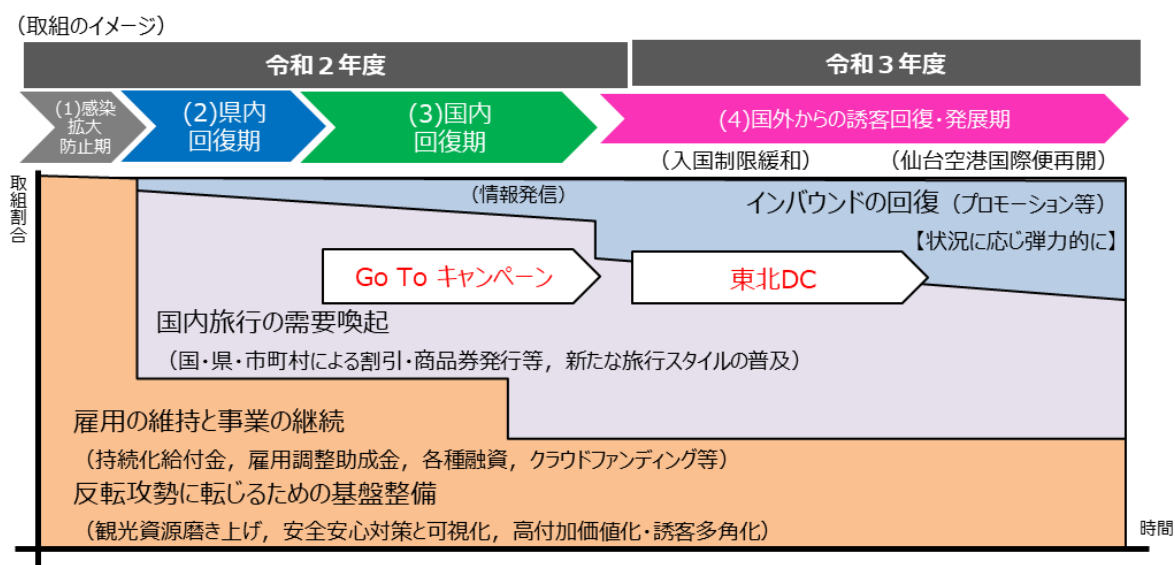 （取組のイメージ）
令和２年度
令和３年度
(1)感染
拡大
防止期
(2)県内
回復期
(3)国内
回復期
(4)国外からの誘客回復・発展期
（入国制限緩和）
（仙台空港国際便再開）
取組割合
（情報発信）
インバウンドの回復（プロモーション等）
【状況に応じ弾力的に】
Go To キャンペーン
東北DC
国内旅行の需要喚起
（国・県・市町村による割引・商品券発行等，新たな旅行スタイルの普及）
雇用の維持と事業の継続
（持続化給付金，雇用調整助成金，各種融資，クラウドファンディング等）
反転攻勢に転じるための基盤整備
（観光資源磨き上げ，安全安心対策と可視化，高付加価値化・誘客多角化）
時間